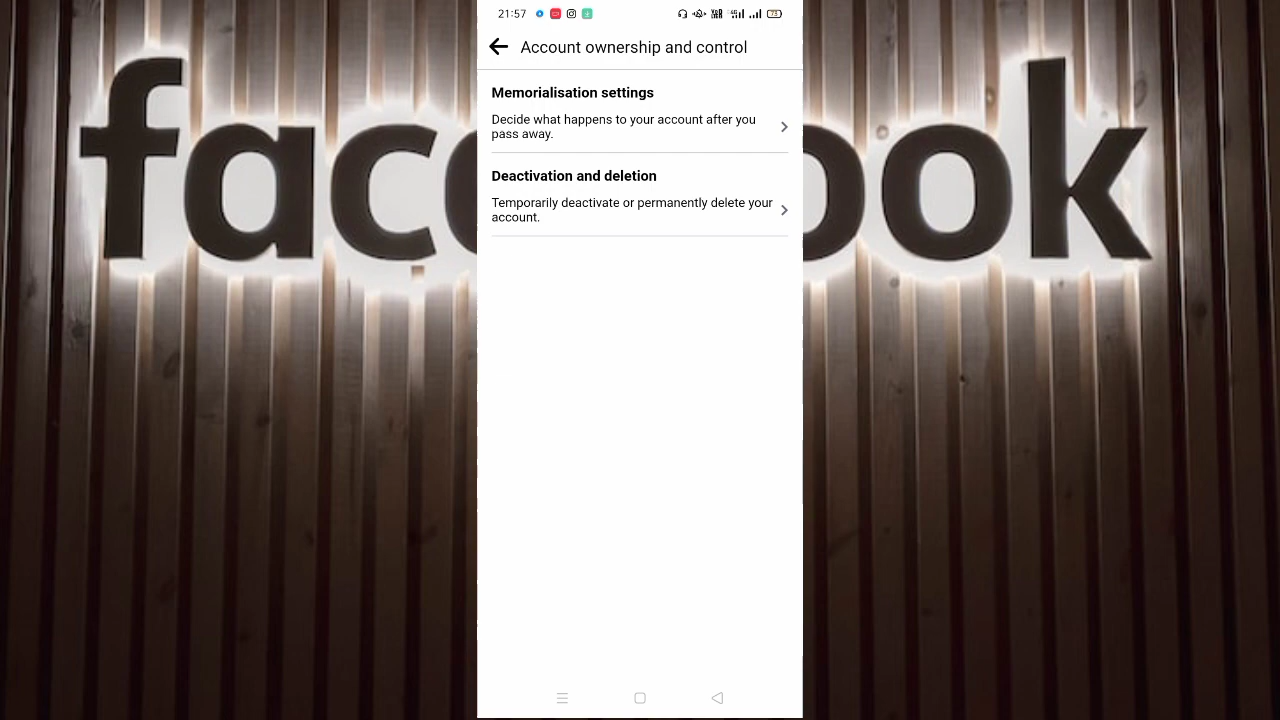 21:57
Account ownership and control
Memorialisation settings
Decide what happens to your account after you
pass away.
Deactivation and deletion
Temporarily deactivate or permanently delete your
account.
fac
ook